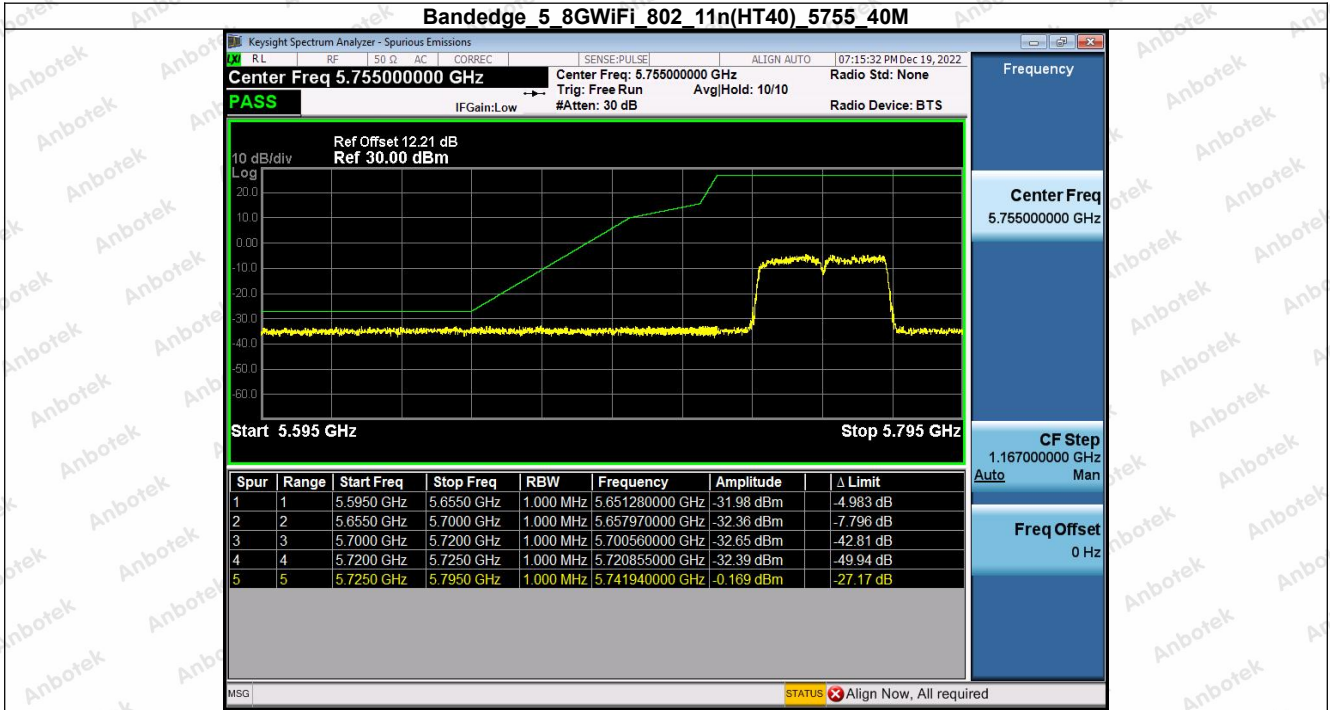 Bandedge_5_8GWiFi_802_11n(HT40)_5755_40M
Keysight Spectrum Analyzer - Spurious Emissions
LXI RL RF 50 Ω AC CORREC SENSE:PULSE ALIGN AUTO 07:15:32 PM Dec 19, 2022
Center Freq 5.755000000 GHz
Center Freq: 5.755000000 GHz Radio Std: None
Trig: Free Run Avg|Hold: 10/10
PASS
IFGain:Low #Atten: 30 dB Radio Device: BTS
Ref Offset 12.21 dB
10 dB/div Ref 30.00 dBm
Log
20.0
10.0
0.00
-10.0
-20.0
-30.0
-40.0
-50.0
-60.0
Start 5.595 GHz Stop 5.795 GHz
Spur Range Start Freq Stop Freq RBW Frequency Amplitude Δ Limit
1 1 5.5950 GHz 5.6550 GHz 1.000 MHz 5.651280000 GHz -31.98 dBm -4.983 dB
2 2 5.6550 GHz 5.7000 GHz 1.000 MHz 5.657970000 GHz -32.36 dBm -7.796 dB
3 3 5.7000 GHz 5.7200 GHz 1.000 MHz 5.700560000 GHz -32.65 dBm -42.81 dB
4 4 5.7200 GHz 5.7250 GHz 1.000 MHz 5.720855000 GHz -32.39 dBm -49.94 dB
5 5 5.7250 GHz 5.7950 GHz 1.000 MHz 5.741940000 GHz -0.169 dBm -27.17 dB
MSG STATUS Align Now, All required
Frequency
Center Freq
5.755000000 GHz
CF Step
1.167000000 GHz
Auto Man
Freq Offset
0 Hz
Anbotek